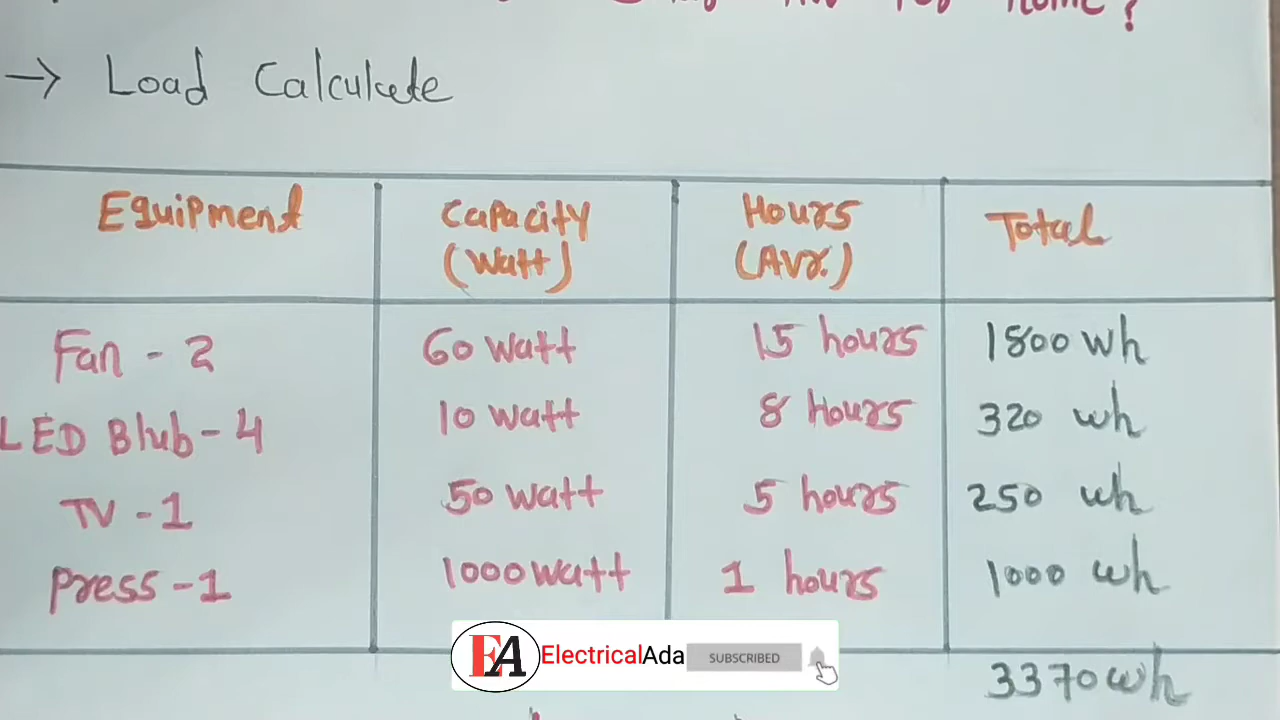 Home?
→ Load Calculate
Equipment Capacity (Watt) Hours (Avr.) Total
Fan - 2 60 watt 15 hours 1800 wh
LED Blub - 4 10 watt 8 Hours 320 wh
TV - 1 50 watt 5 hours 250 wh
Press - 1 1000 watt 1 hours 1000 wh
EA ElectricalAda SUBSCRIBED
3370 wh